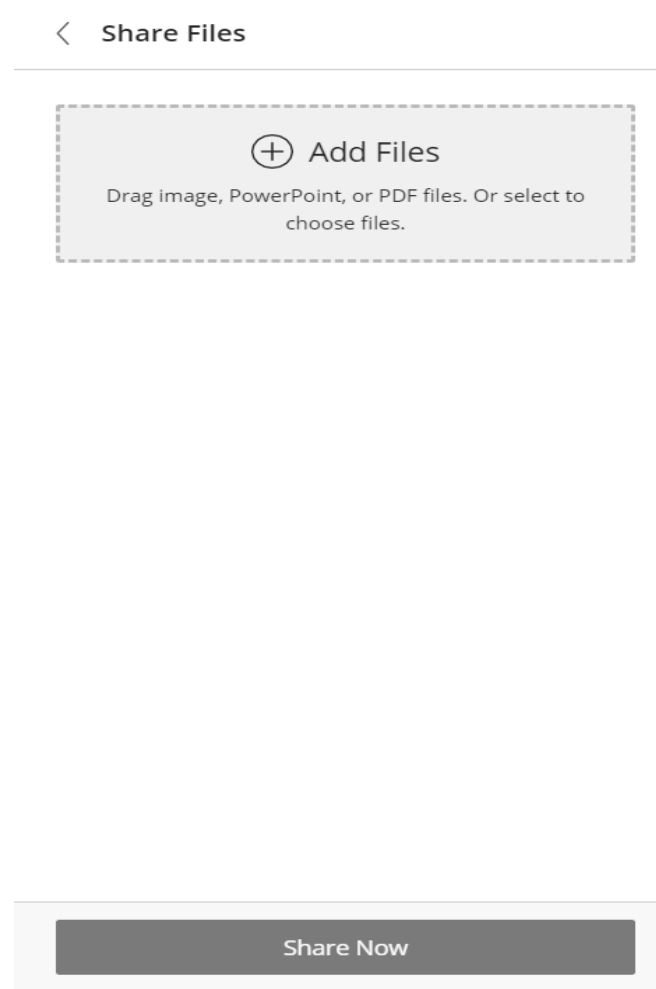 Share Files
Add Files
Drag image, PowerPoint, or PDF files. Or select to
choose files.
Share Now